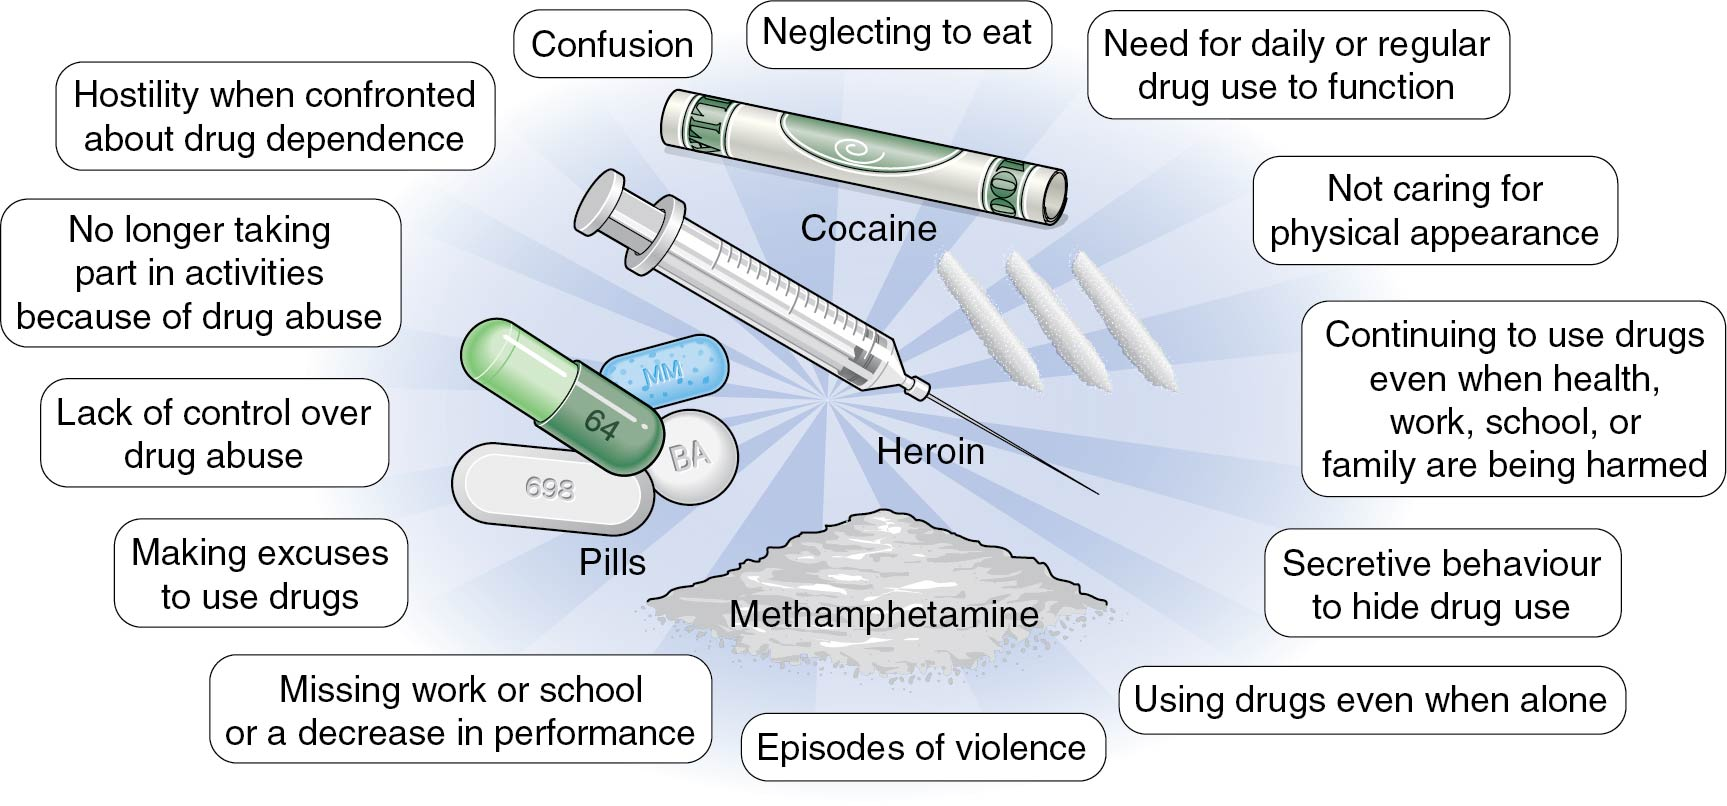 Confusion
Neglecting to eat
Need for daily or regular
drug use to function
Hostility when confronted
about drug dependence
Not caring for
physical appearance
No longer taking
part in activities
because of drug abuse
Cocaine
Continuing to use drugs
even when health,
work, school, or
family are being harmed
Lack of control over
drug abuse
MM
64
BA
698
Heroin
Making excuses
to use drugs
Pills
Methamphetamine
Secretive behaviour
to hide drug use
Missing work or school
or a decrease in performance
Using drugs even when alone
Episodes of violence